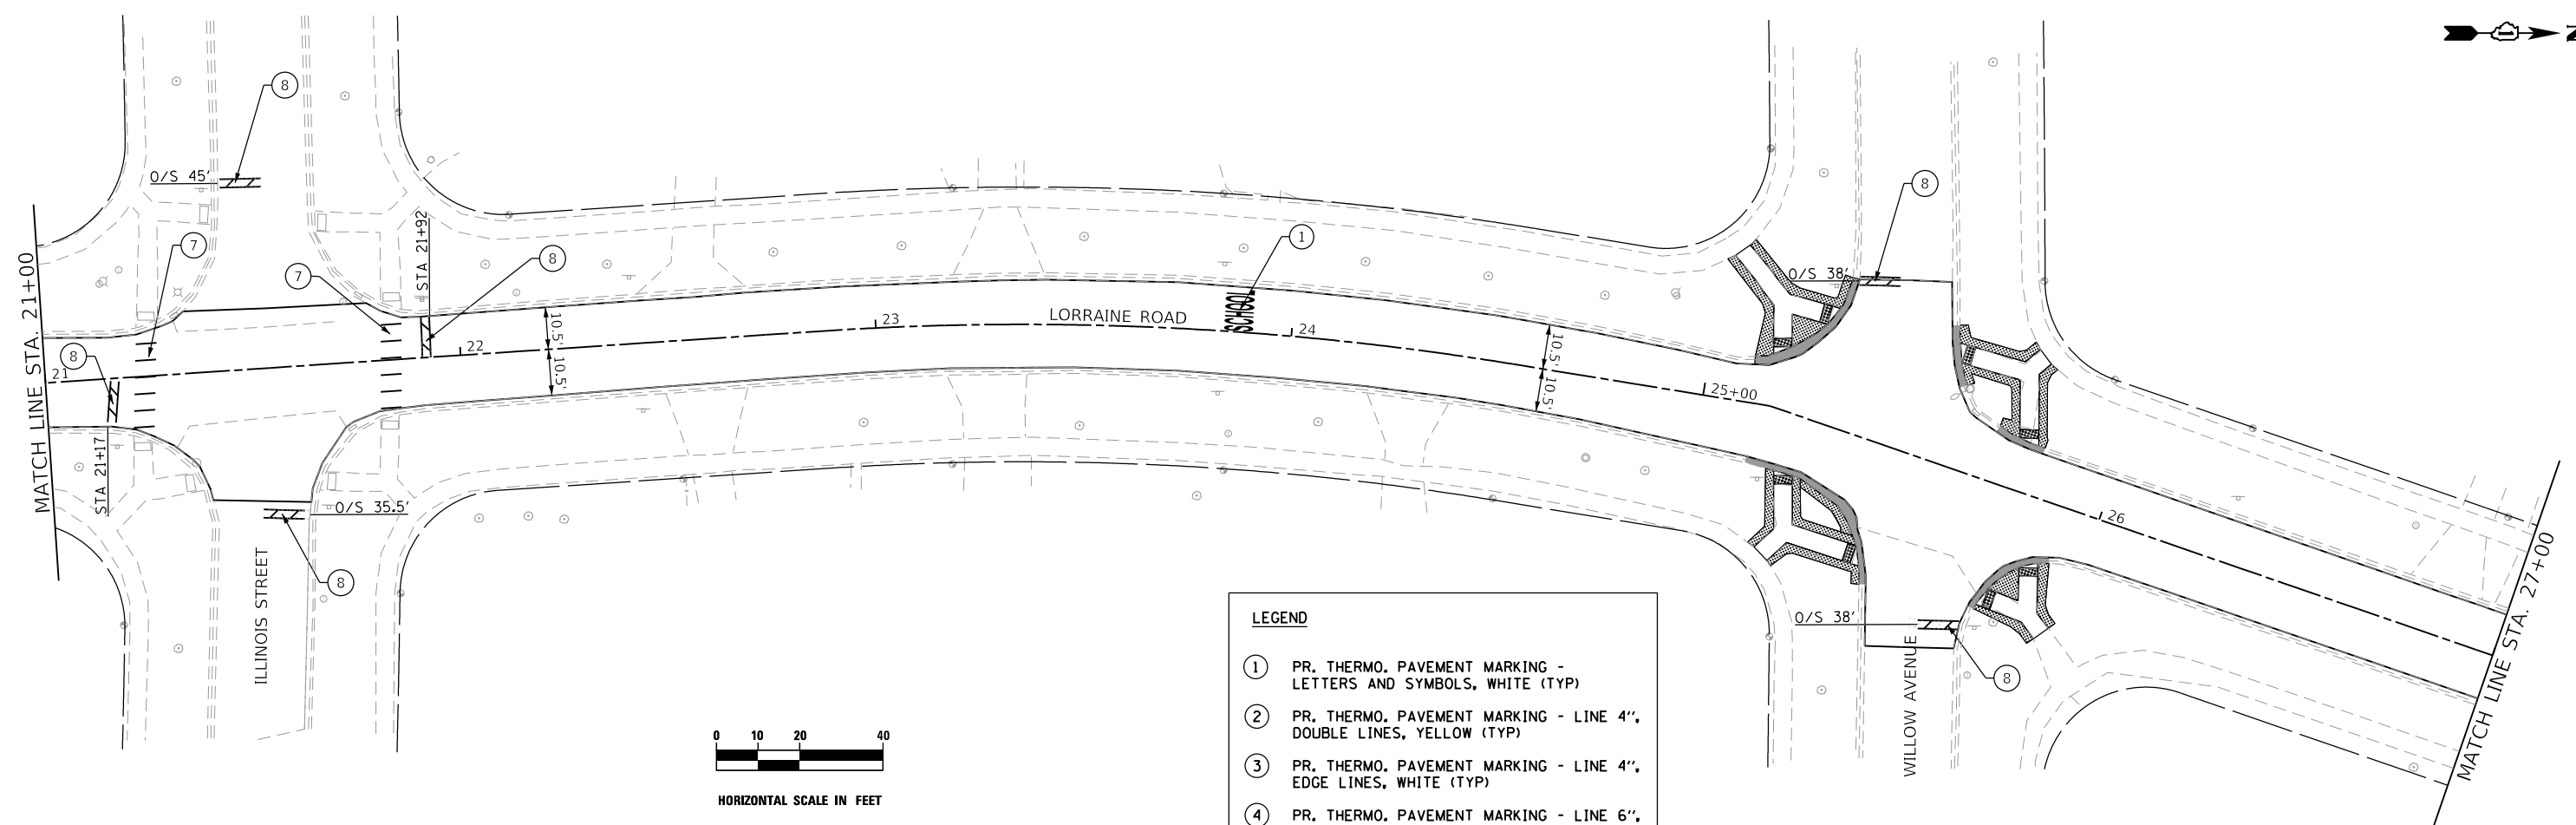 N
8
O/S 45'
7
STA 21+92
8
7
MATCH LINE STA. 21+00
8
21
STA 21+17
22
10.5'
10.5'
23
LORRAINE ROAD
1
SCHOOL
24
10.5'
10.5'
25+00
O/S 38'
8
26
MATCH LINE STA. 27+00
O/S 35.5'
8
ILLINOIS STREET
O/S 38'
8
WILLOW AVENUE
0 10 20 40
HORIZONTAL SCALE IN FEET
LEGEND
1 PR. THERMO. PAVEMENT MARKING -
LETTERS AND SYMBOLS, WHITE (TYP)
2 PR. THERMO. PAVEMENT MARKING - LINE 4",
DOUBLE LINES, YELLOW (TYP)
3 PR. THERMO. PAVEMENT MARKING - LINE 4",
EDGE LINES, WHITE (TYP)
4 PR. THERMO. PAVEMENT MARKING - LINE 6",